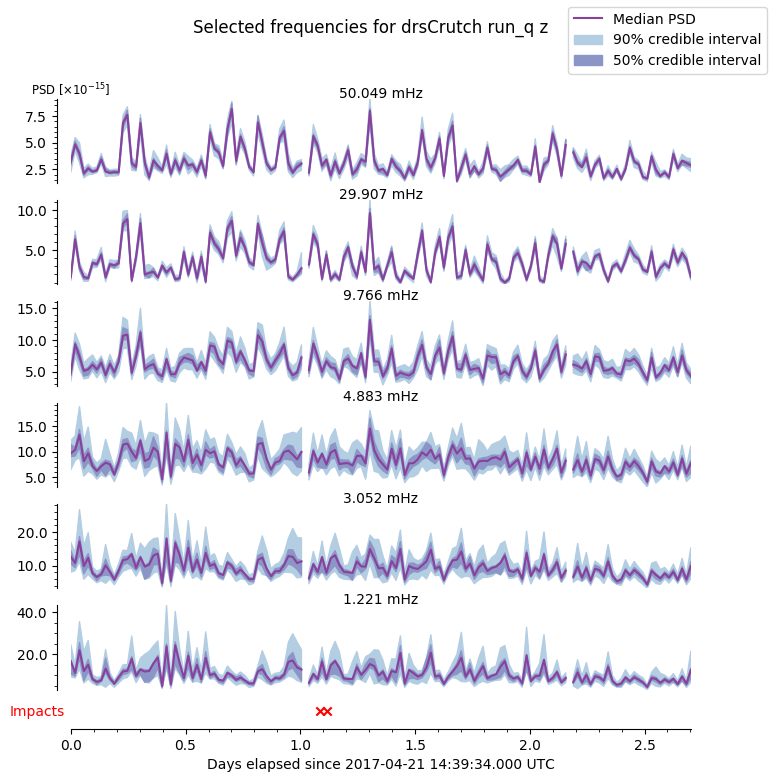 Selected frequencies for drsCrutch run_q z
Median PSD
90% credible interval
50% credible interval
PSD [×10⁻¹⁵]
50.049 mHz
7.5
5.0
2.5
29.907 mHz
10.0
5.0
9.766 mHz
15.0
10.0
5.0
4.883 mHz
15.0
10.0
5.0
3.052 mHz
20.0
10.0
1.221 mHz
40.0
20.0
Impacts
0.0 0.5 1.0 1.5 2.0 2.5
Days elapsed since 2017-04-21 14:39:34.000 UTC